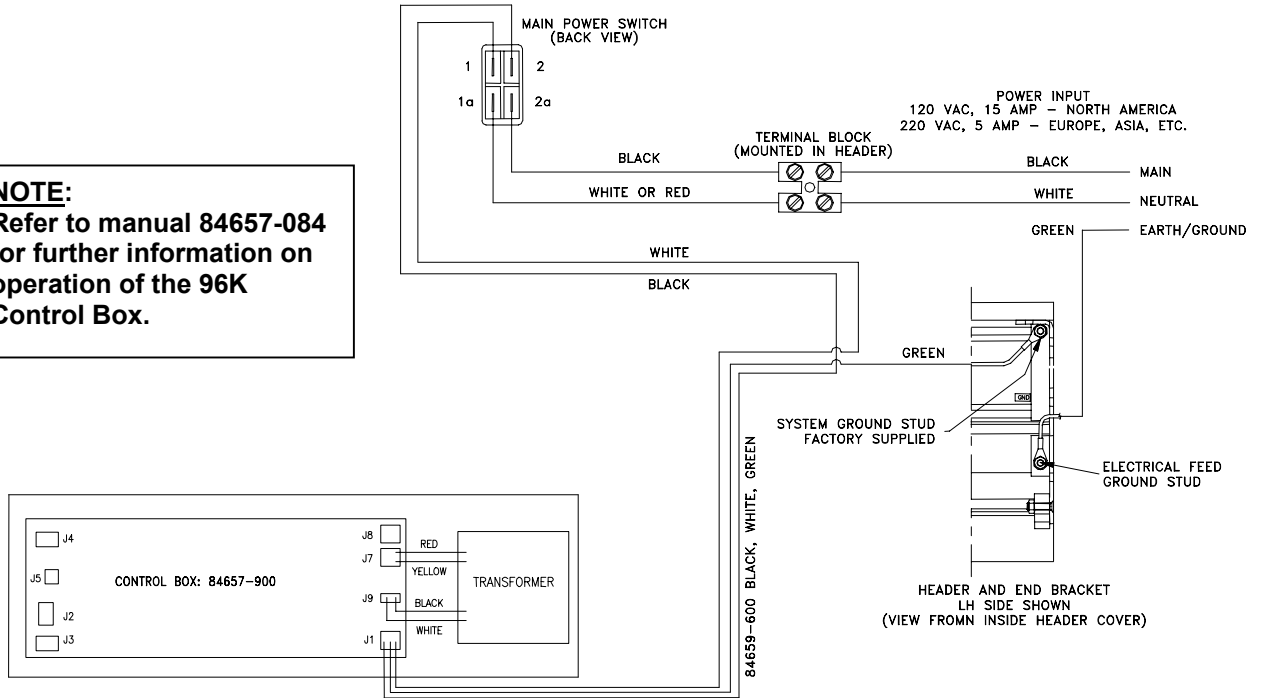 MAIN POWER SWITCH
(BACK VIEW)
1
2
1a
2a
POWER INPUT
120 VAC, 15 AMP – NORTH AMERICA
220 VAC, 5 AMP – EUROPE, ASIA, ETC.
TERMINAL BLOCK
(MOUNTED IN HEADER)
BLACK
BLACK
MAIN
WHITE OR RED
WHITE
NEUTRAL
GREEN
EARTH/GROUND
NOTE:
Refer to manual 84657-084
for further information on
operation of the 96K
Control Box.
WHITE
BLACK
GREEN
GND
SYSTEM GROUND STUD
FACTORY SUPPLIED
ELECTRICAL FEED
GROUND STUD
HEADER AND END BRACKET
LH SIDE SHOWN
(VIEW FROMN INSIDE HEADER COVER)
84659-600 BLACK, WHITE, GREEN
J4
J5
J2
J3
CONTROL BOX: 84657-900
J8
J7
J9
J1
RED
YELLOW
BLACK
WHITE
TRANSFORMER